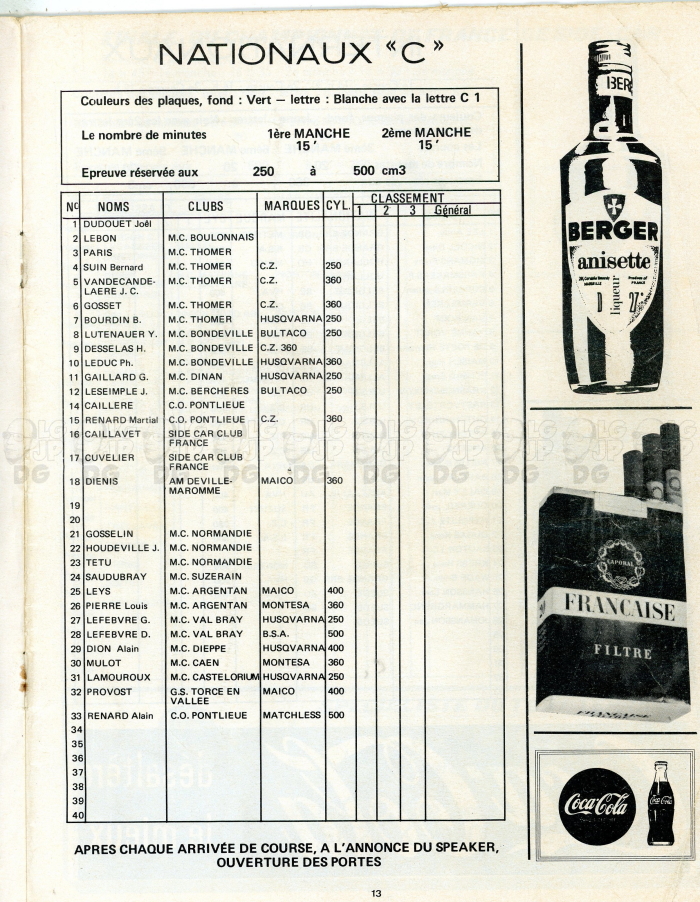 NATIONAUX "C"
Couleurs des plaques, fond : Vert — lettre : Blanche avec la lettre C 1
Le nombre de minutes 1ère MANCHE 2ème MANCHE
15' 15'
Epreuve réservée aux 250 à 500 cm3
N° NOMS CLUBS MARQUES CYL. CLASSEMENT
1 2 3 Général
1 DUDOUET Joël
2 LEBON M.C. BOULONNAIS
3 PARIS M.C. THOMER
4 SUIN Bernard M.C. THOMER C.Z. 250
5 VANDECANDE- M.C. THOMER C.Z. 360
LAERE J. C.
6 GOSSET M.C. THOMER C.Z. 360
7 BOURDIN B. M.C. THOMER HUSQVARNA 250
8 LUTENAUER Y. M.C. BONDEVILLE BULTACO 250
9 DESSELAS H. M.C. BONDEVILLE C.Z. 360
10 LEDUC Ph. M.C. BONDEVILLE HUSQVARNA 360
11 GAILLARD G. M.C. DINAN HUSQVARNA 250
12 LESEIMPLE J. M.C. BERCHERES BULTACO 250
14 CAILLERE C.O. PONTLIEUE
15 RENARD Martial C.O. PONTLIEUE C.Z. 360
16 CAILLAVET SIDE CAR CLUB
FRANCE
17 CUVELIER SIDE CAR CLUB
FRANCE
18 DIENIS AM DEVILLE- MAICO 360
MAROMME
19
20
21 GOSSELIN M.C. NORMANDIE
22 HOUDEVILLE J. M.C. NORMANDIE
23 TETU M.C. NORMANDIE
24 SAUDUBRAY M.C. SUZERAIN
25 LEYS M.C. ARGENTAN MAICO 400
26 PIERRE Louis M.C. ARGENTAN MONTESA 360
27 LEFEBVRE G. M.C. VAL BRAY HUSQVARNA 250
28 LEFEBVRE D. M.C. VAL BRAY B.S.A. 500
29 DION Alain M.C. DIEPPE HUSQVARNA 400
30 MULOT M.C. CAEN MONTESA 360
31 LAMOUROUX M.C. CASTELORIUM HUSQVARNA 250
32 PROVOST G.S. TORCE EN MAICO 400
VALLEE
33 RENARD Alain C.O. PONTLIEUE MATCHLESS 500
34
35
36
37
38
39
40
APRES CHAQUE ARRIVÉE DE COURSE, A L'ANNONCE DU SPEAKER,
OUVERTURE DES PORTES
13
BERGER
anisette
liqueur
27°
CAPORAL
FRANÇAISE
FILTRE
FRANÇAISE
Coca-Cola
Coca-Cola